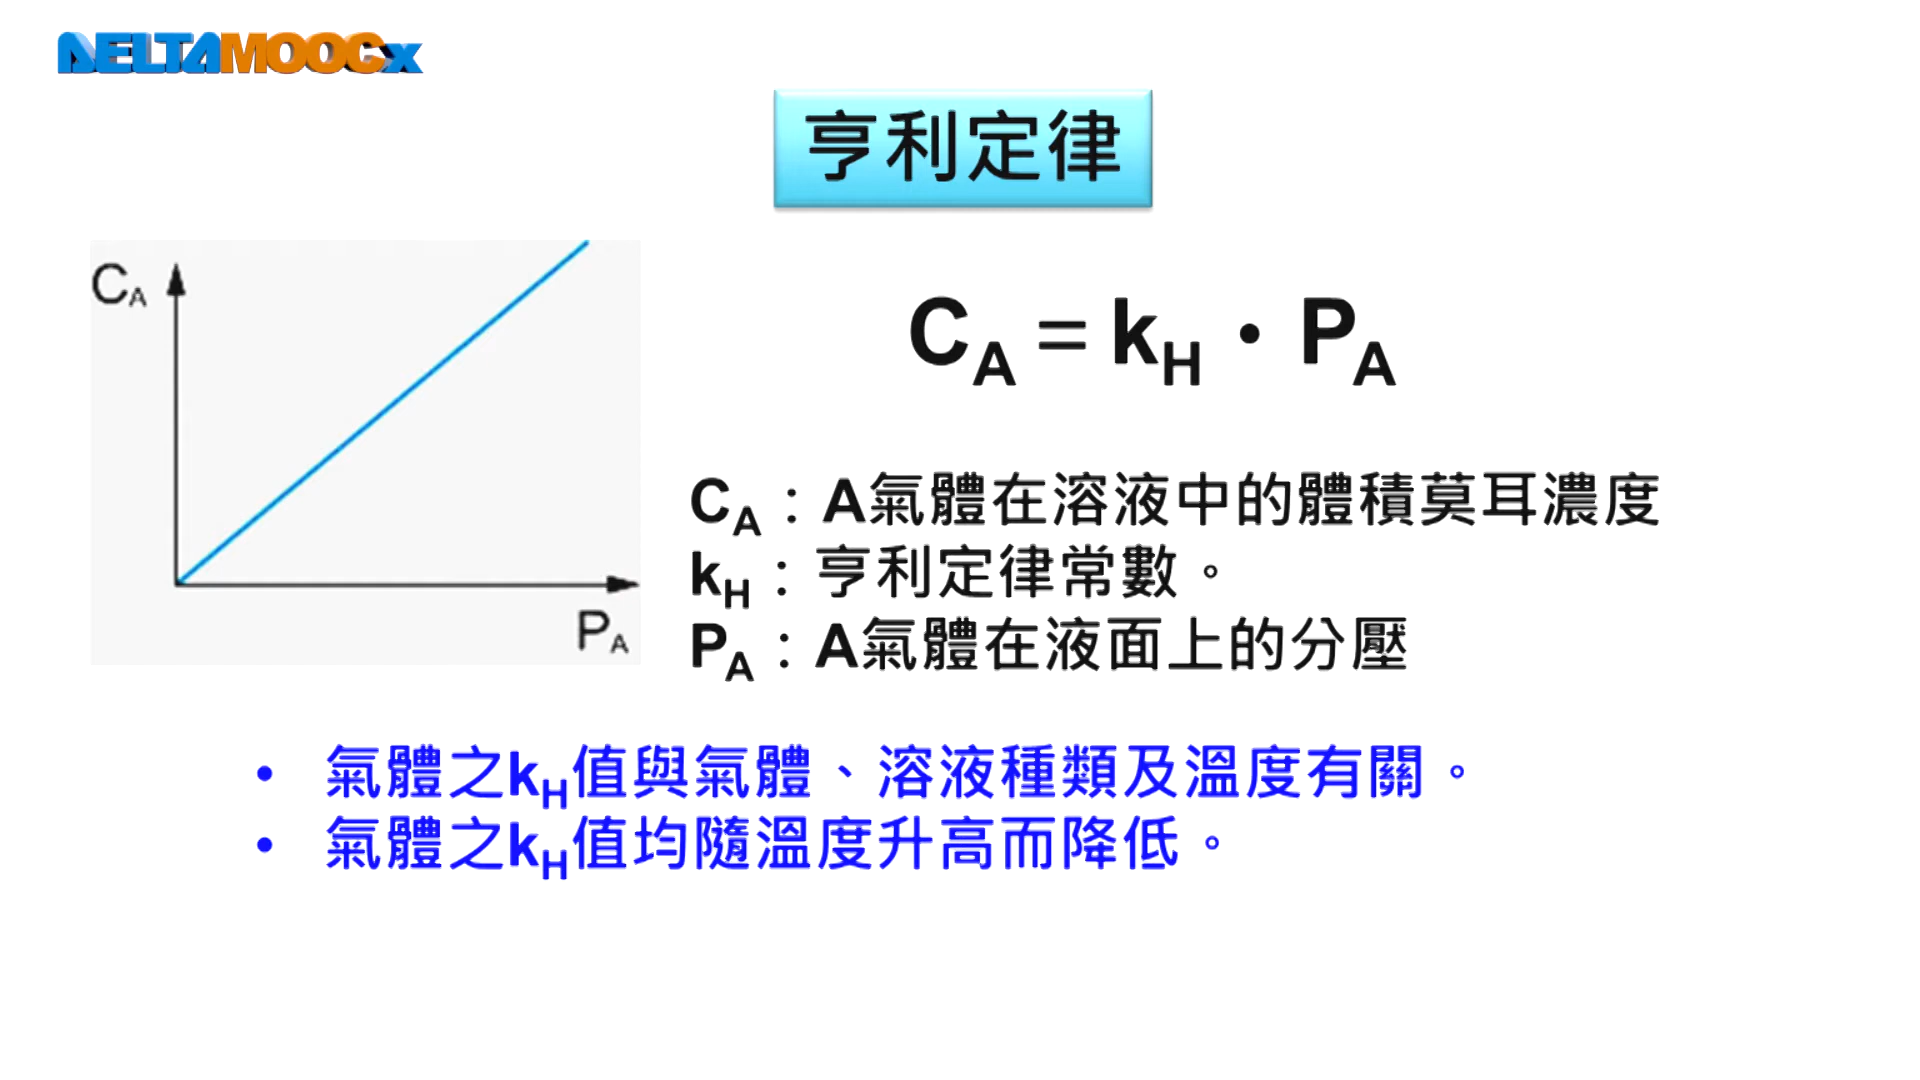 DELTAMOOCx
亨利定律
CA
PA
CA = kH・PA
CA：A氣體在溶液中的體積莫耳濃度
kH：亨利定律常數。
PA：A氣體在液面上的分壓
• 氣體之kH值與氣體、溶液種類及溫度有關。
• 氣體之kH值均隨溫度升高而降低。